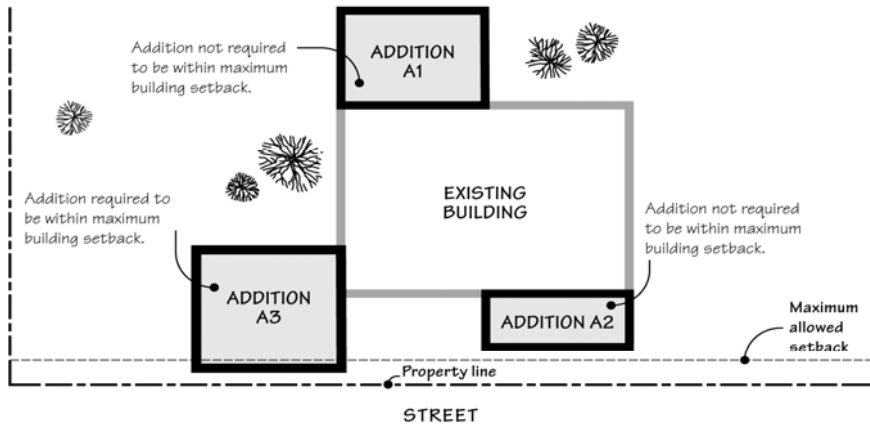 Addition not required
to be within maximum
building setback.
ADDITION
A1
Addition required to
be within maximum
building setback.
EXISTING
BUILDING
Addition not required
to be within maximum
building setback.
ADDITION
A3
ADDITION A2
Maximum
allowed
setback
Property line
STREET